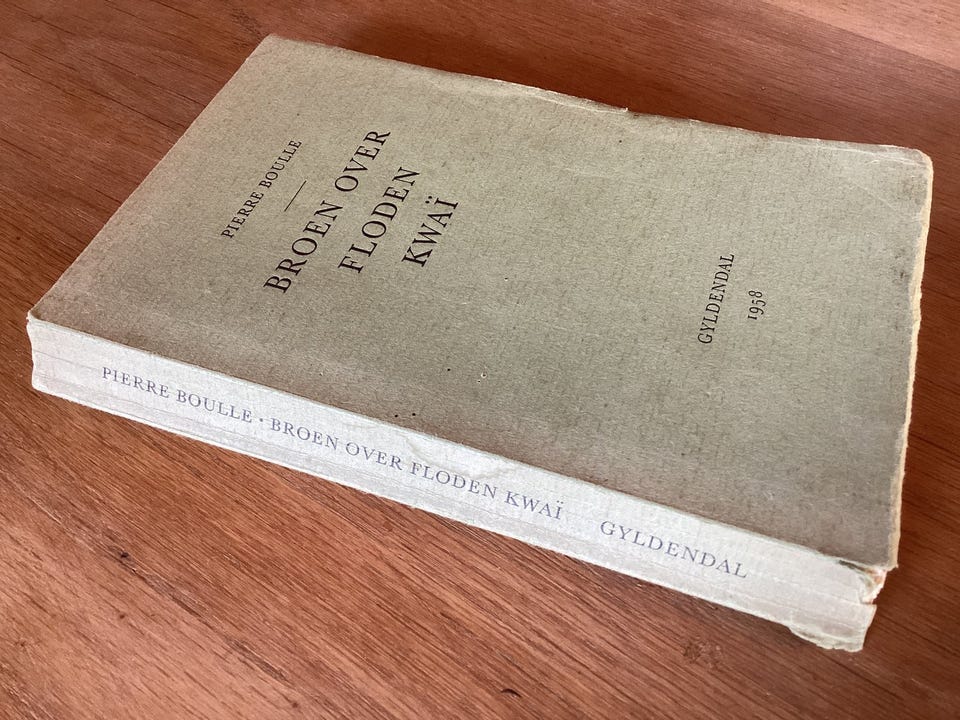 PIERRE BOULLE
BROEN OVER
FLODEN
KWAÏ
GYLDENDAL
1958
PIERRE BOULLE · BROEN OVER FLODEN KWAÏ GYLDENDAL